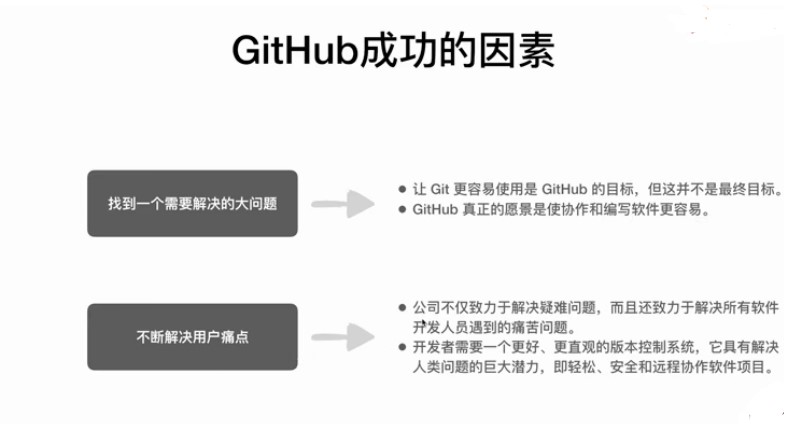 GitHub成功的因素
找到一个需要解决的大问题
● 让 Git 更容易使用是 GitHub 的目标，但这并不是最终目标。
● GitHub 真正的愿景是使协作和编写软件更容易。
不断解决用户痛点
● 公司不仅致力于解决疑难问题，而且还致力于解决所有软件
开发人员遇到的痛苦问题。
● 开发者需要一个更好、更直观的版本控制系统，它具有解决
人类问题的巨大潜力，即轻松、安全和远程协作软件项目。